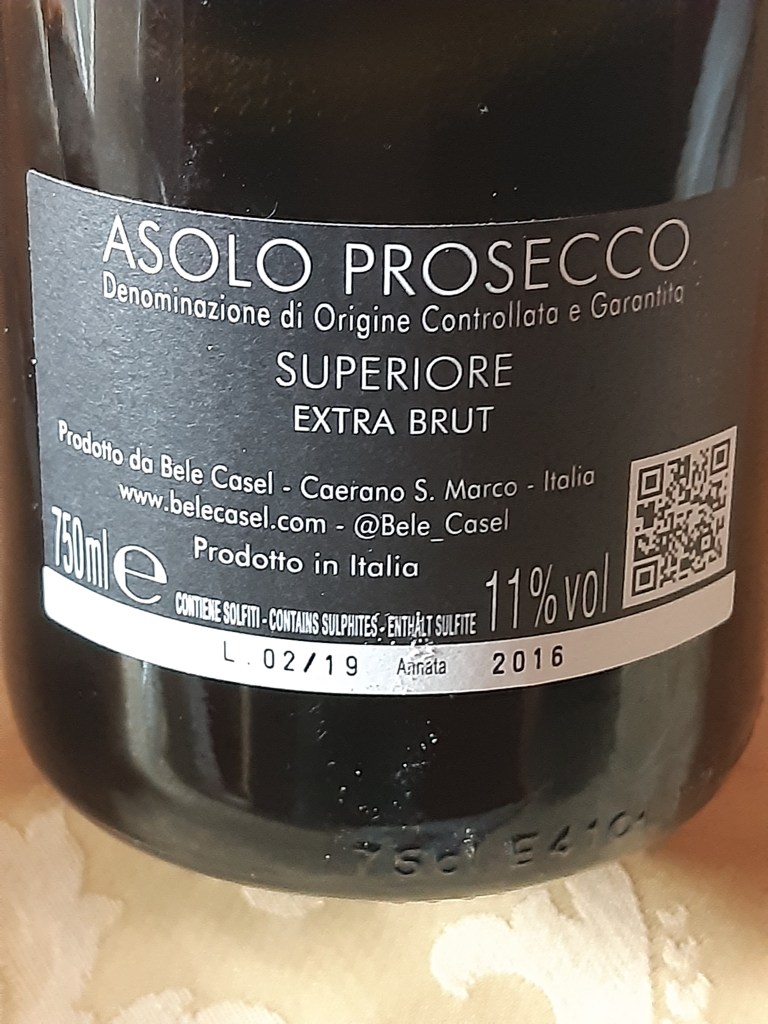 ASOLO PROSECCO
Denominazione di Origine Controllata e Garantita
SUPERIORE
EXTRA BRUT
Prodotto da Bele Casel - Caerano S. Marco - Italia
www.belecasel.com - @Bele_Casel
Prodotto in Italia
750ml e
CONTIENE SOLFITI - CONTAINS SULPHITES - ENTHÄLT SULFITE
11% vol
L. 02/19 Annata 2016
75cl